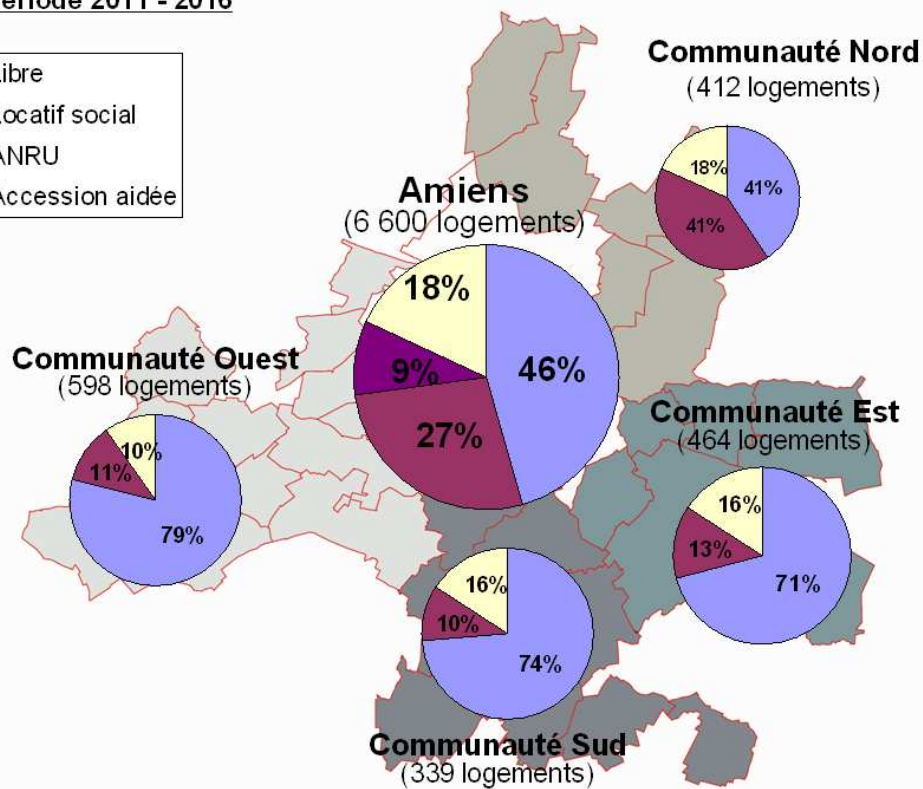 2011 - 2016
Libre
Locatif social
ANRU
Accession aidée
Communauté Nord
(412 logements)
18%
41%
41%
Amiens
(6 600 logements)
18%
46%
9%
27%
Communauté Ouest
(598 logements)
10%
11%
79%
Communauté Est
(464 logements)
16%
13%
71%
16%
10%
74%
Communauté Sud
(339 logements)